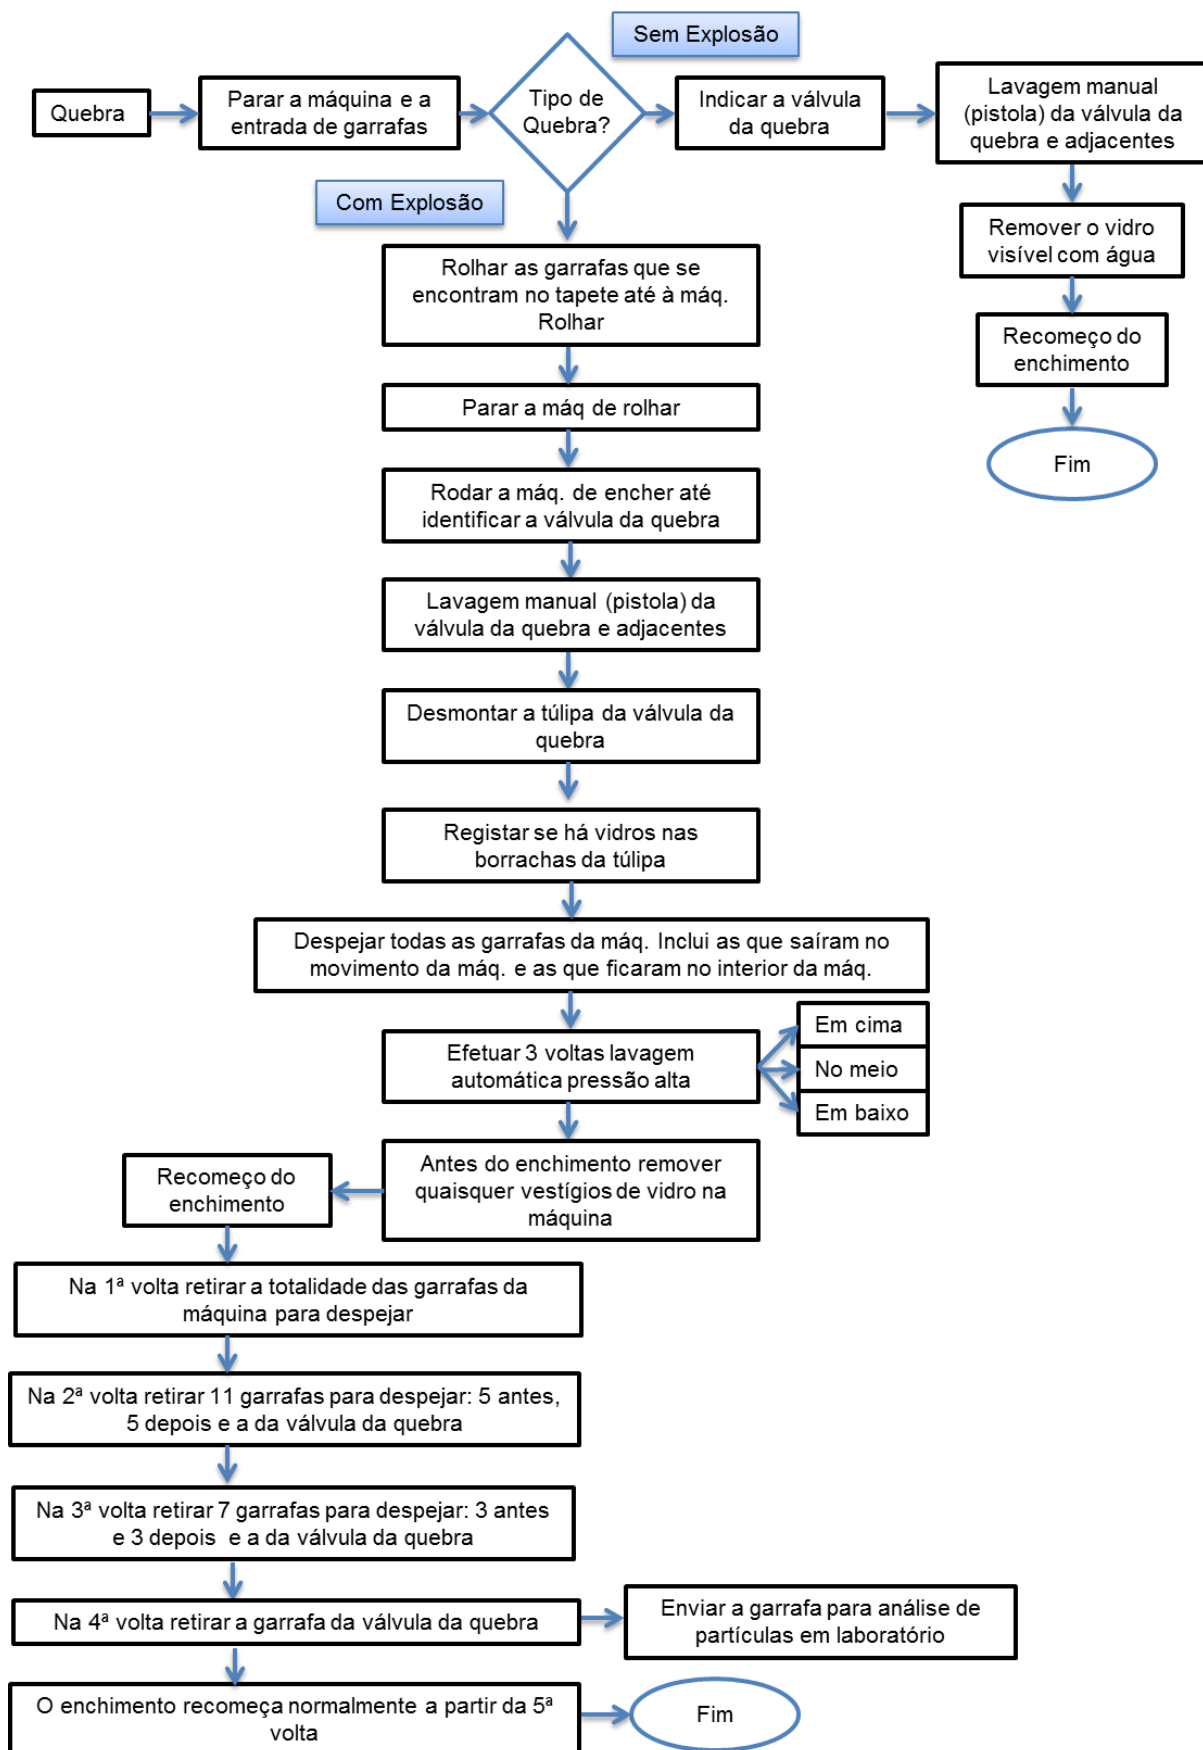 Sem Explosão
Quebra
Parar a máquina e a
entrada de garrafas
Tipo de
Quebra?
Indicar a válvula
da quebra
Lavagem manual
(pistola) da válvula da
quebra e adjacentes
Remover o vidro
visível com água
Recomeço do
enchimento
Fim
Com Explosão
Rolhar as garrafas que se
encontram no tapete até à máq.
Rolhar
Parar a máq de rolhar
Rodar a máq. de encher até
identificar a válvula da quebra
Lavagem manual (pistola) da
válvula da quebra e adjacentes
Desmontar a túlipa da válvula da
quebra
Registar se há vidros nas
borrachas da túlipa
Despejar todas as garrafas da máq. Inclui as que saíram no
movimento da máq. e as que ficaram no interior da máq.
Efetuar 3 voltas lavagem
automática pressão alta
Em cima
No meio
Em baixo
Antes do enchimento remover
quaisquer vestígios de vidro na
máquina
Recomeço do
enchimento
Na 1ª volta retirar a totalidade das garrafas da
máquina para despejar
Na 2ª volta retirar 11 garrafas para despejar: 5 antes,
5 depois e a da válvula da quebra
Na 3ª volta retirar 7 garrafas para despejar: 3 antes
e 3 depois e a da válvula da quebra
Na 4ª volta retirar a garrafa da válvula da quebra
Enviar a garrafa para análise de
partículas em laboratório
O enchimento recomeça normalmente a partir da 5ª
volta
Fim